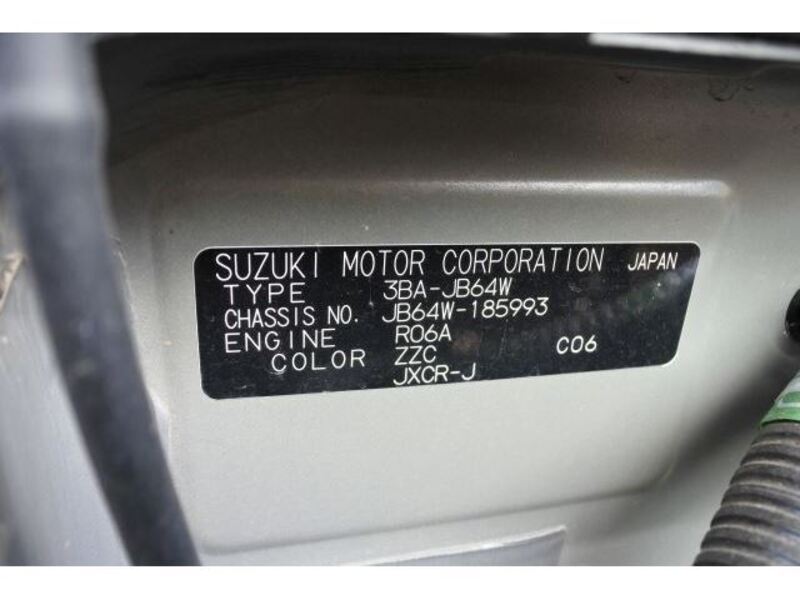 SUZUKI MOTOR CORPORATION JAPAN
TYPE 3BA-JB64W
CHASSIS NO. JB64W-185993
ENGINE R06A
COLOR ZZC C06
JXCR-J